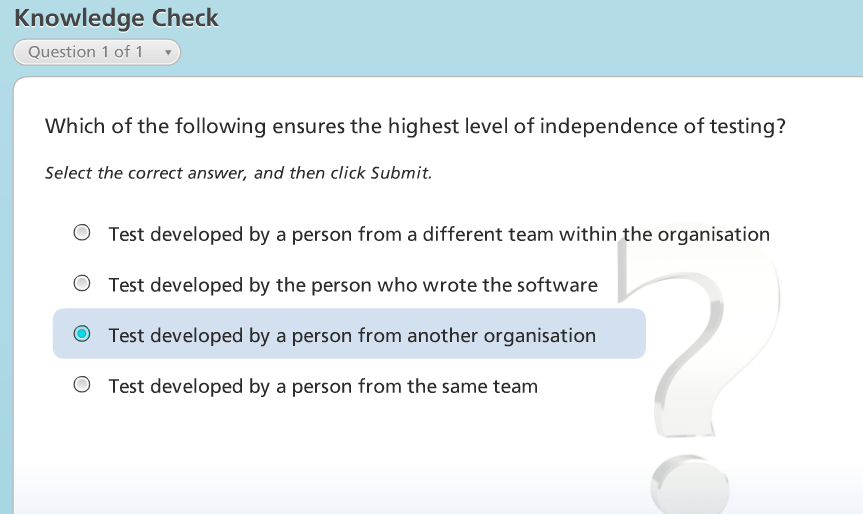 Knowledge Check
Question 1 of 1
Which of the following ensures the highest level of independence of testing?
Select the correct answer, and then click Submit.
Test developed by a person from a different team within the organisation
Test developed by the person who wrote the software
Test developed by a person from another organisation
Test developed by a person from the same team